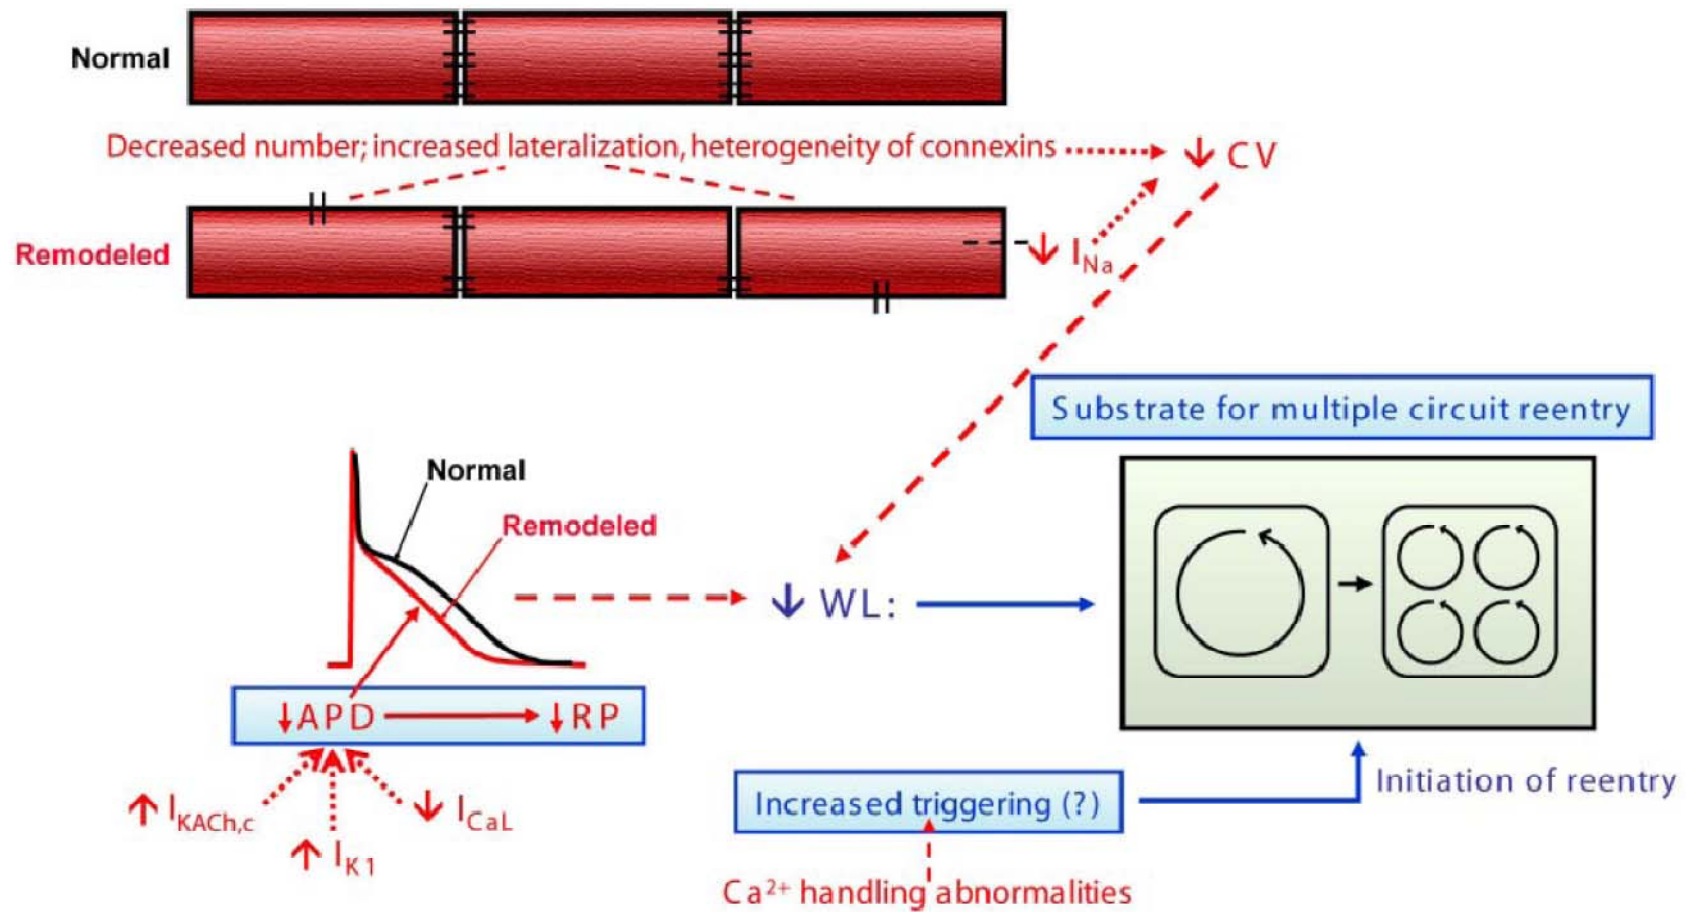 Normal
Decreased number; increased lateralization, heterogeneity of connexins
↓ CV
Remodeled
↓ INa
Substrate for multiple circuit reentry
Normal
Remodeled
↓ WL:
↓APD
↓RP
↑ IKACh,c
↓ ICaL
↑ IK1
Increased triggering (?)
Initiation of reentry
Ca²⁺ handling abnormalities